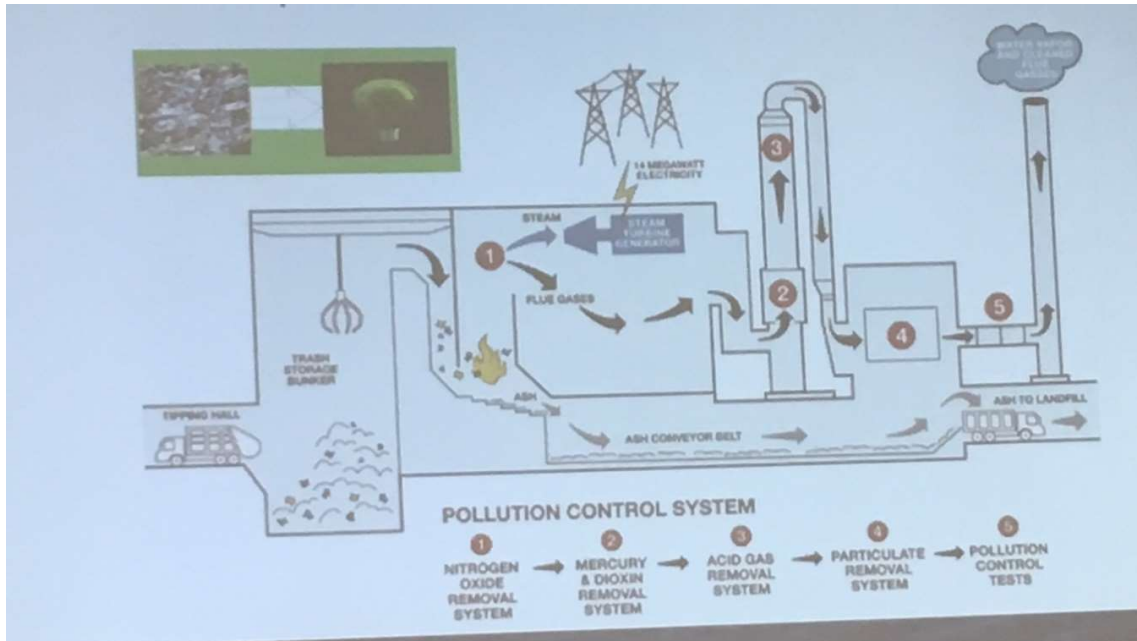 WATER VAPOR
AND CLEANED
FLUE
GASSES
14 MEGAWATT
ELECTRICITY
3
STEAM
STEAM
TURBINE
GENERATOR
1
FLUE GASES
2
5
4
TRASH
STORAGE
BUNKER
ASH
TIPPING HALL
ASH CONVEYOR BELT
ASH TO LANDFILL
POLLUTION CONTROL SYSTEM
1
NITROGEN
OXIDE
REMOVAL
SYSTEM
2
MERCURY
& DIOXIN
REMOVAL
SYSTEM
3
ACID GAS
REMOVAL
SYSTEM
4
PARTICULATE
REMOVAL
SYSTEM
5
POLLUTION
CONTROL
TESTS